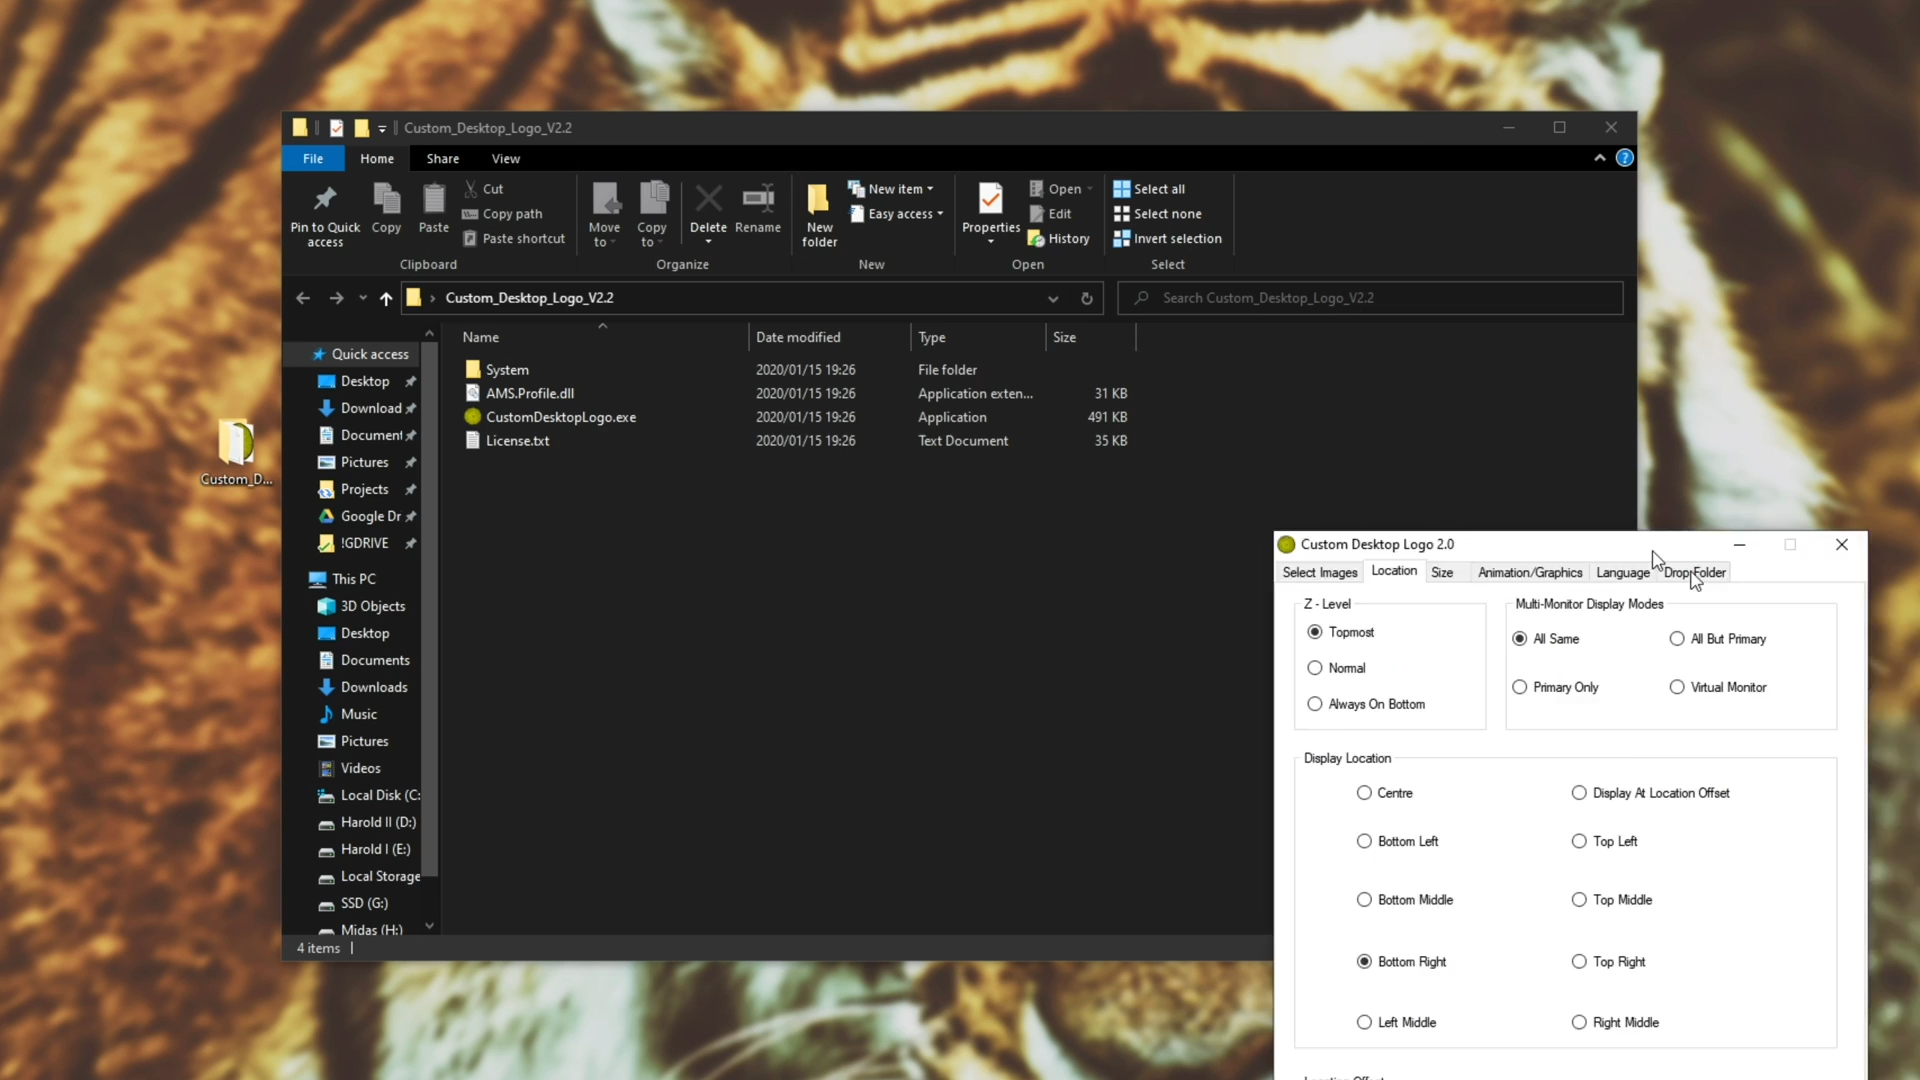 Custom_Desktop_Logo_V2.2
File Home Share View
Pin to Quick access
Copy
Paste
Cut
Copy path
Paste shortcut
Clipboard
Move to
Copy to
Delete
Rename
Organize
New folder
New item
Easy access
New
Properties
Open
Edit
History
Open
Select all
Select none
Invert selection
Select
Custom_Desktop_Logo_V2.2
Search Custom_Desktop_Logo_V2.2
Name Date modified Type Size
System 2020/01/15 19:26 File folder
AMS.Profile.dll 2020/01/15 19:26 Application exten... 31 KB
CustomDesktopLogo.exe 2020/01/15 19:26 Application 491 KB
License.txt 2020/01/15 19:26 Text Document 35 KB
Quick access
Desktop
Download
Document
Pictures
Projects
Google Dr
!GDRIVE
This PC
3D Objects
Desktop
Documents
Downloads
Music
Pictures
Videos
Local Disk (C:
Harold II (D:)
Harold I (E:)
Local Storage
SSD (G:)
Midas (H:)
4 items
Custom_D...
Custom Desktop Logo 2.0
Select Images Location Size Animation/Graphics Language Drop Folder
Z - Level
Topmost
Normal
Always On Bottom
Multi-Monitor Display Modes
All Same All But Primary
Primary Only Virtual Monitor
Display Location
Centre Display At Location Offset
Bottom Left Top Left
Bottom Middle Top Middle
Bottom Right Top Right
Left Middle Right Middle